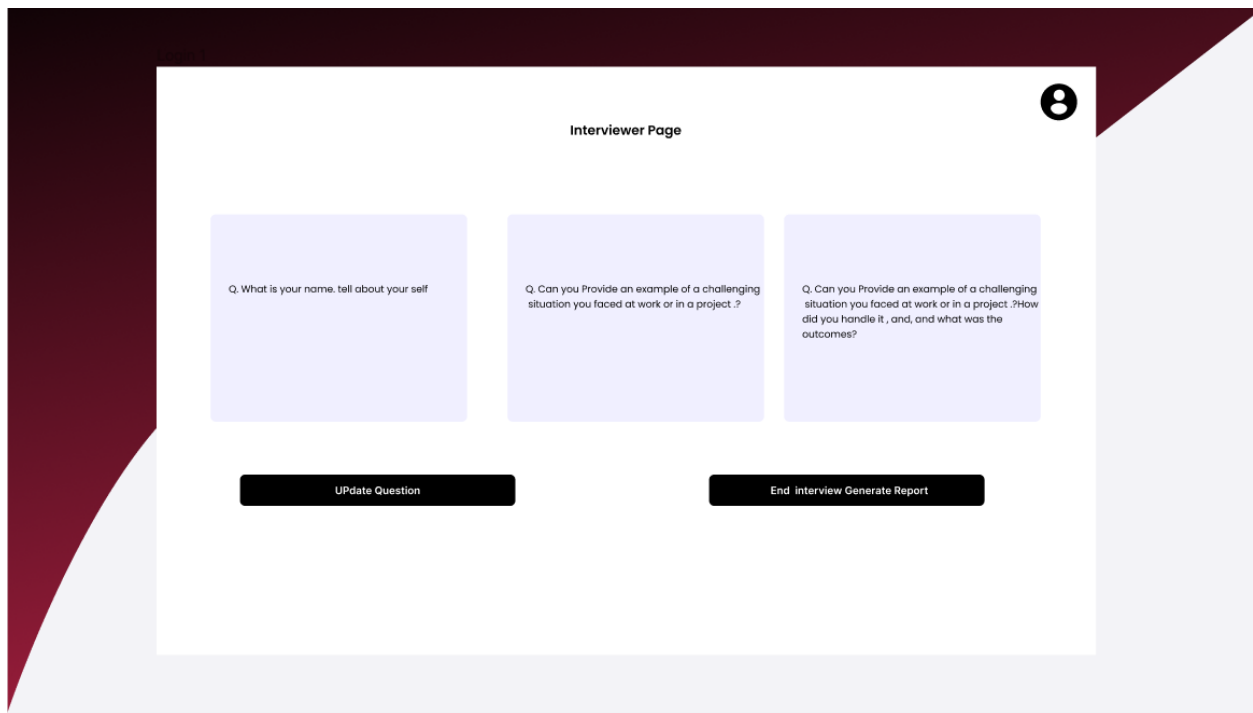 Page 1
Interviewer Page
Q. What is your name. tell about your self
Q. Can you Provide an example of a challenging
situation you faced at work or in a project .?
Q. Can you Provide an example of a challenging
situation you faced at work or in a project .?How
did you handle it , and, and what was the
outcomes?
UPdate Question
End interview Generate Report